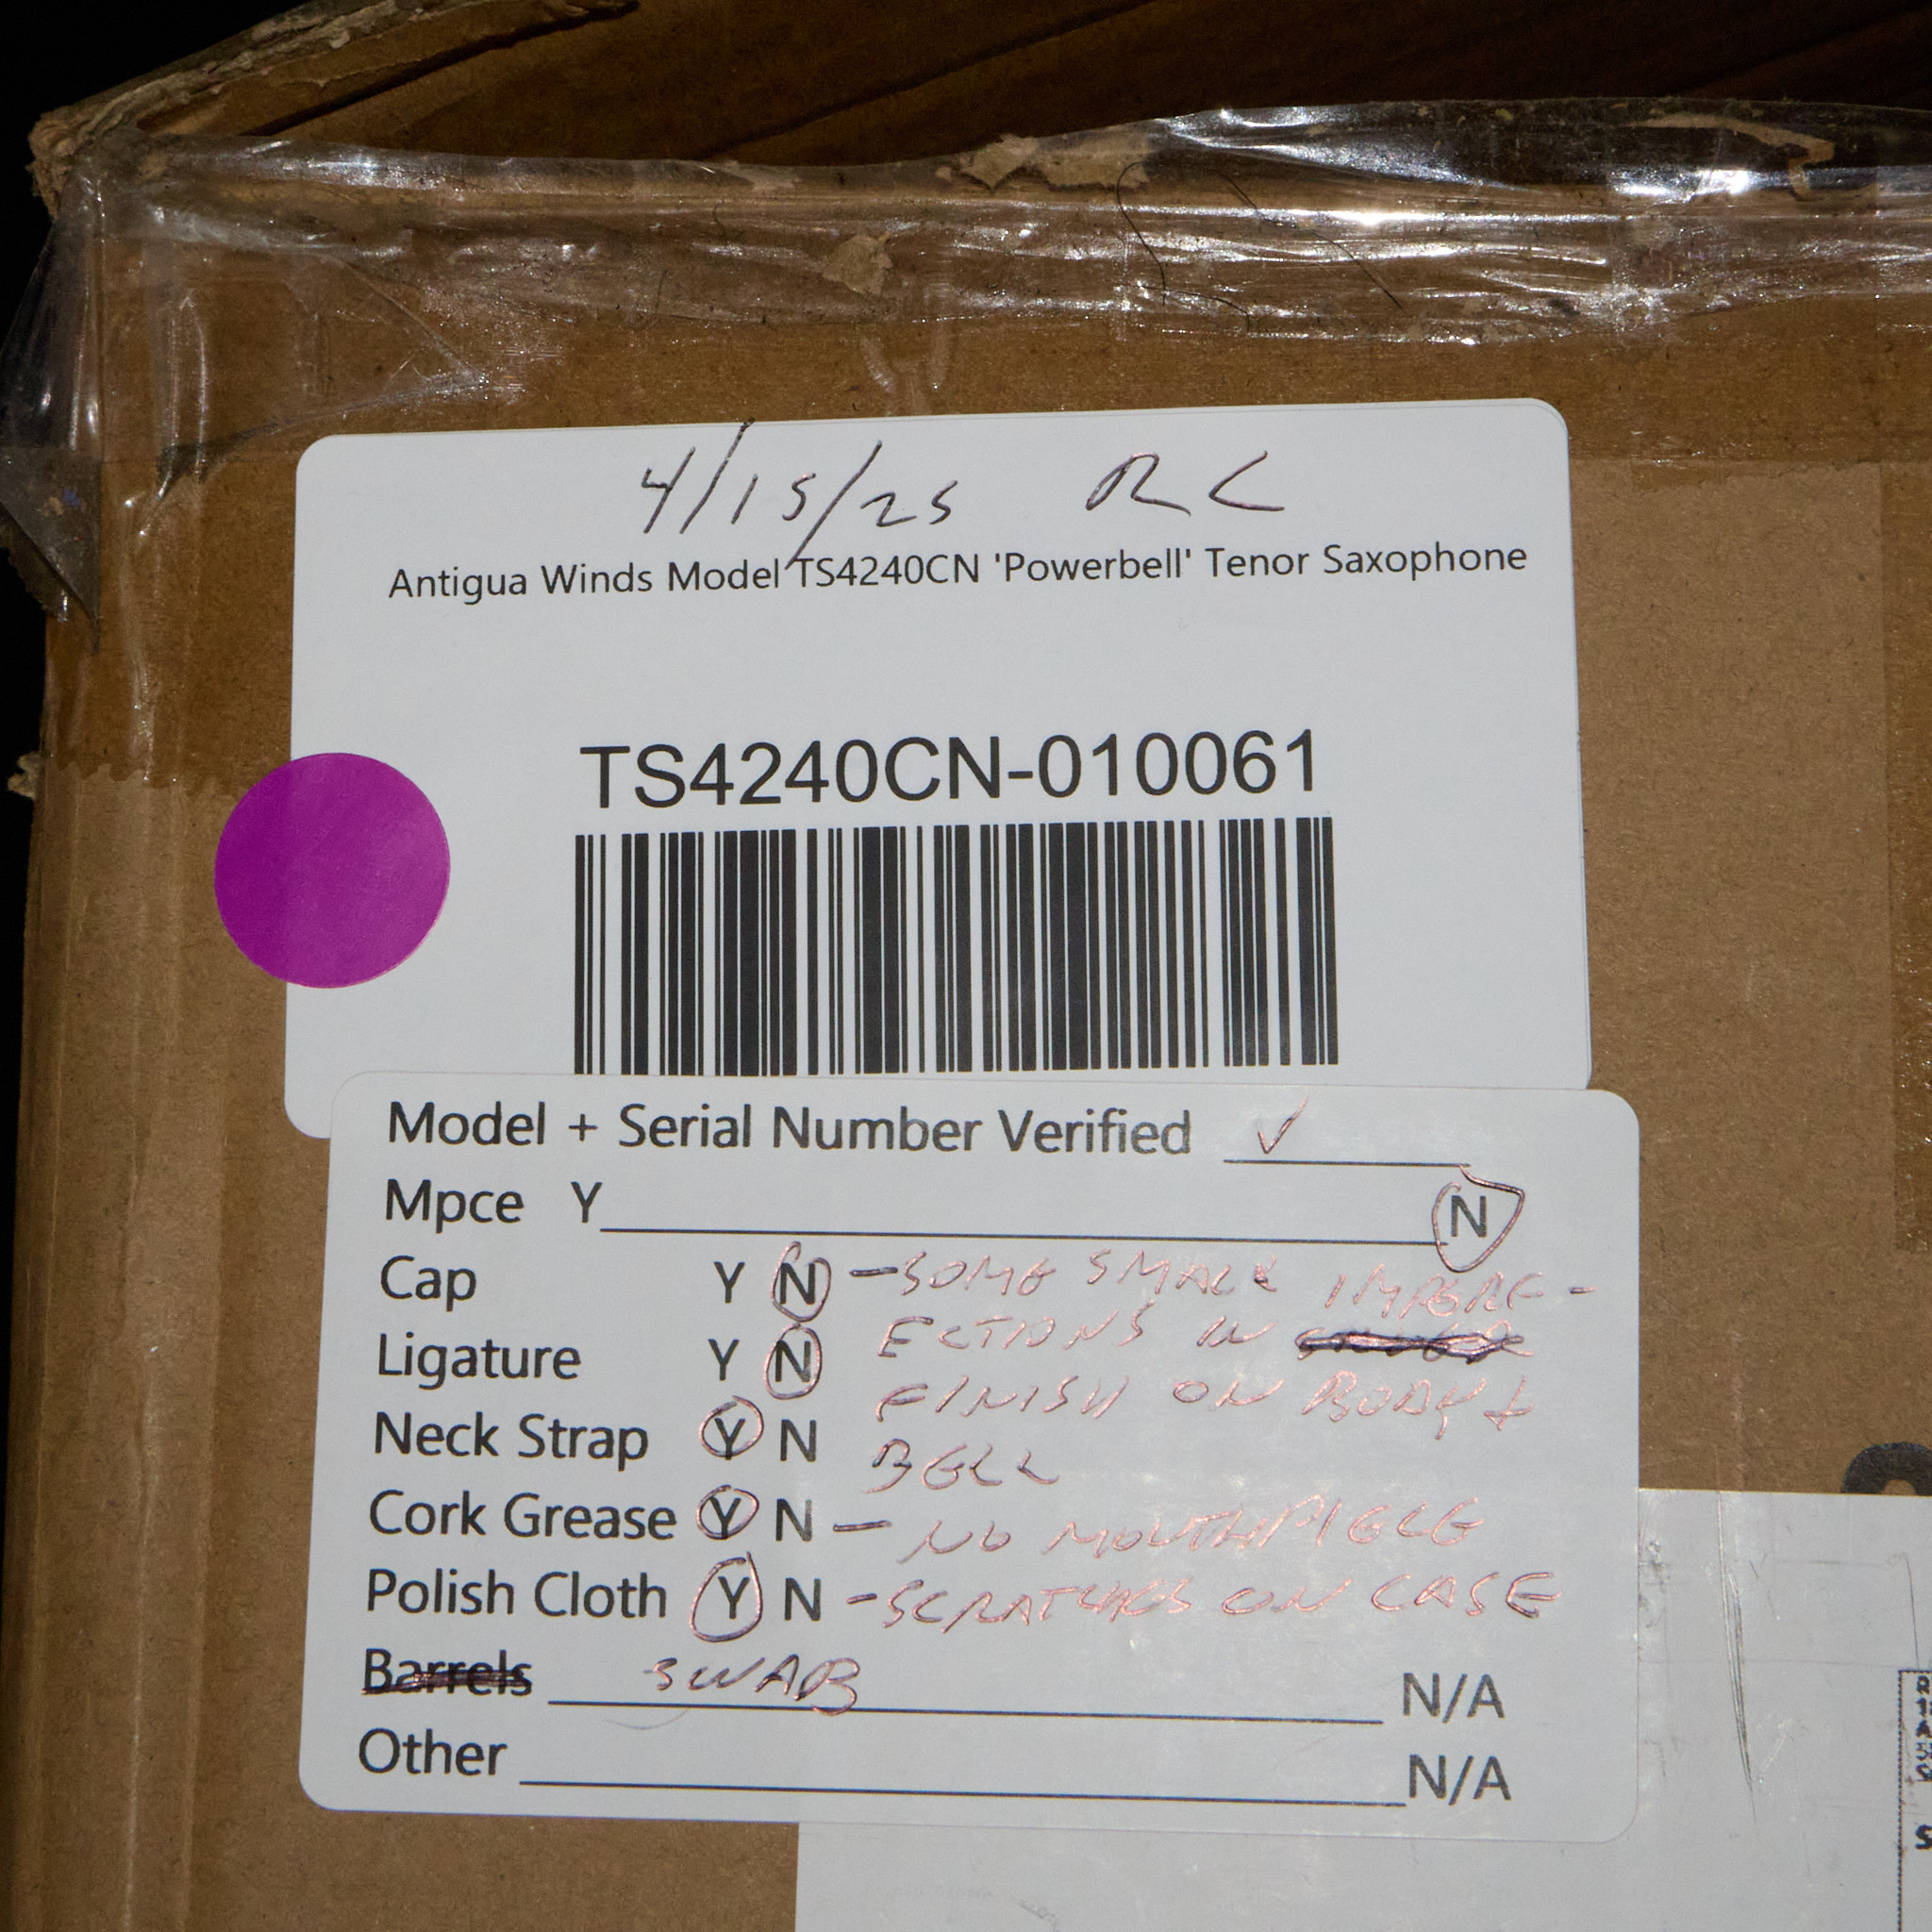 4/15/25 RC
Antigua Winds Model TS4240CN 'Powerbell' Tenor Saxophone
TS4240CN-010061
Model + Serial Number Verified ✓
Mpce Y N
Cap Y N - SOME SMALL IMPERF-
Ligature Y N ECTIONS IN
FINISH ON BODY +
Neck Strap Y N
BELL
Cork Grease Y N - NO MOUTHPIECE
Polish Cloth Y N - SCRATCHES ON CASE
Barrels SWAB N/A
Other N/A